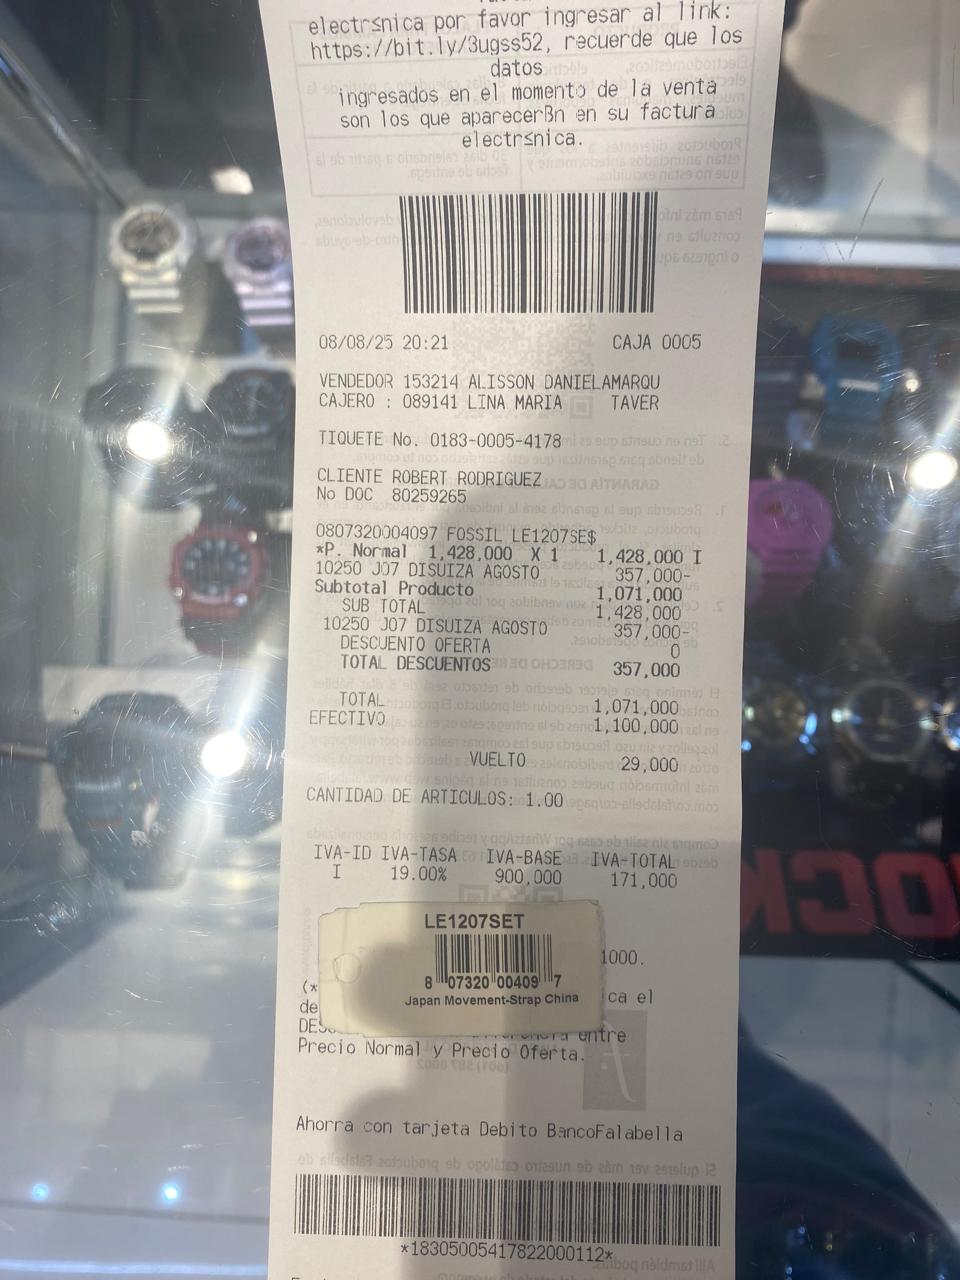 electr≤nica por favor ingresar al link:
https://bit.ly/3ugss52, recuerde que los
datos
ingresados en el momento de la venta
son los que aparecerßn en su factura
electr≤nica.
08/08/25 20:21 CAJA 0005
VENDEDOR 153214 ALISSON DANIELAMARQU
CAJERO : 089141 LINA MARIA TAVER
TIQUETE No. 0183-0005-4178
CLIENTE ROBERT RODRIGUEZ
No DOC 80259265
0807320004097 FOSSIL LE1207SE$
*P. Normal 1,428,000 X 1 1,428,000 I
10250 J07 DISUIZA AGOSTO 357,000-
Subtotal Producto 1,071,000
SUB TOTAL 1,428,000
10250 J07 DISUIZA AGOSTO 357,000-
DESCUENTO OFERTA 0
TOTAL DESCUENTOS 357,000
TOTAL 1,071,000
EFECTIVO 1,100,000
VUELTO 29,000
CANTIDAD DE ARTICULOS: 1.00
IVA-ID IVA-TASA IVA-BASE IVA-TOTAL
I 19.00% 900,000 171,000
LE1207SET
8 07320 00409 7
Japan Movement-Strap China
1000.
(* ca el
de
entre
Precio Normal y Precio Oferta.
Ahorra con tarjeta Debito BancoFalabella
*18305005417822000112*